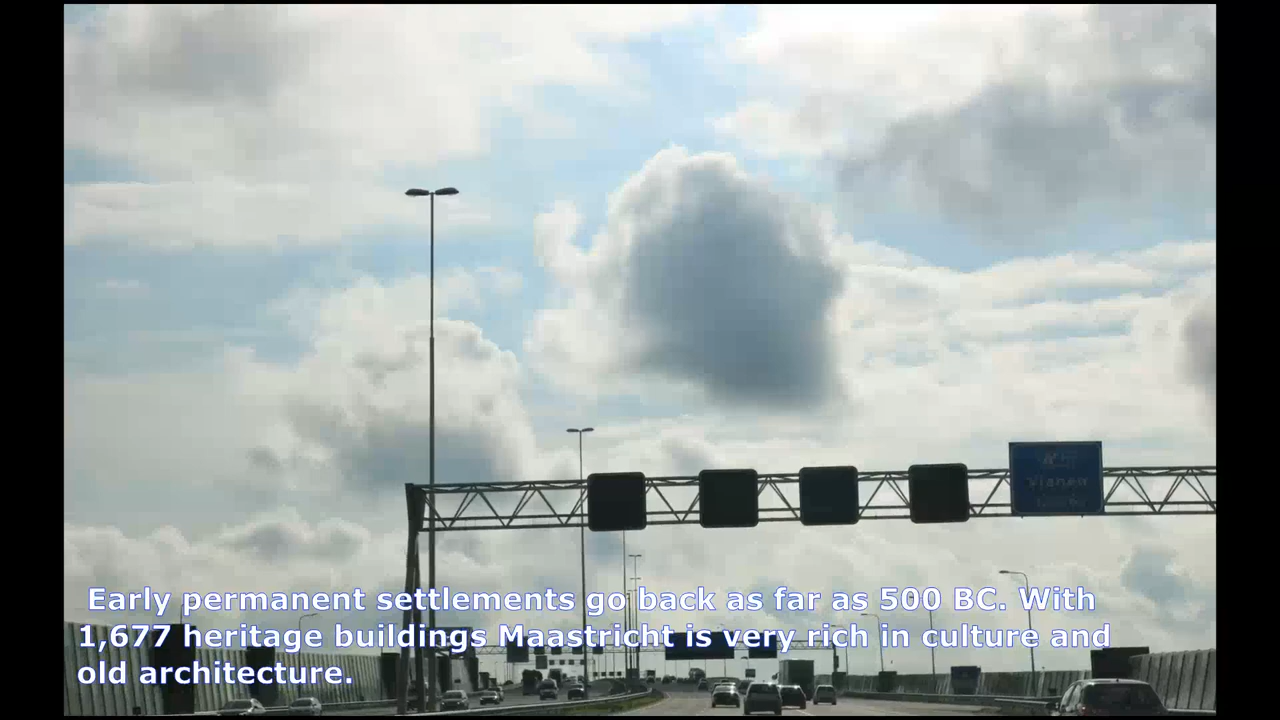 Vianen
Early permanent settlements go back as far as 500 BC. With
1,677 heritage buildings Maastricht is very rich in culture and
old architecture.